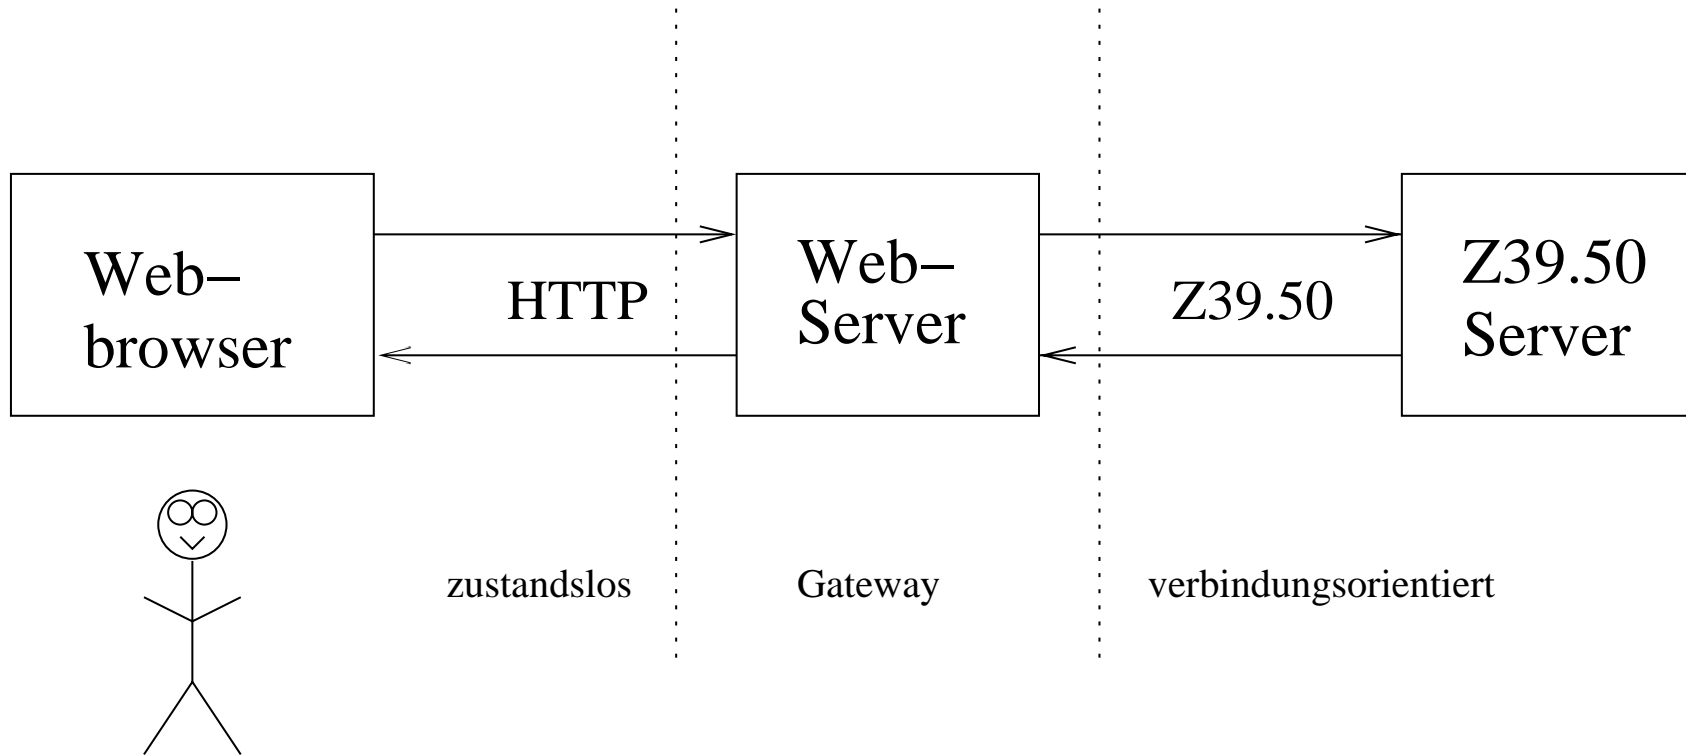 Web–
browser
HTTP
Web–
Server
Z39.50
Z39.50
Server
zustandslos
Gateway
verbindungsorientiert